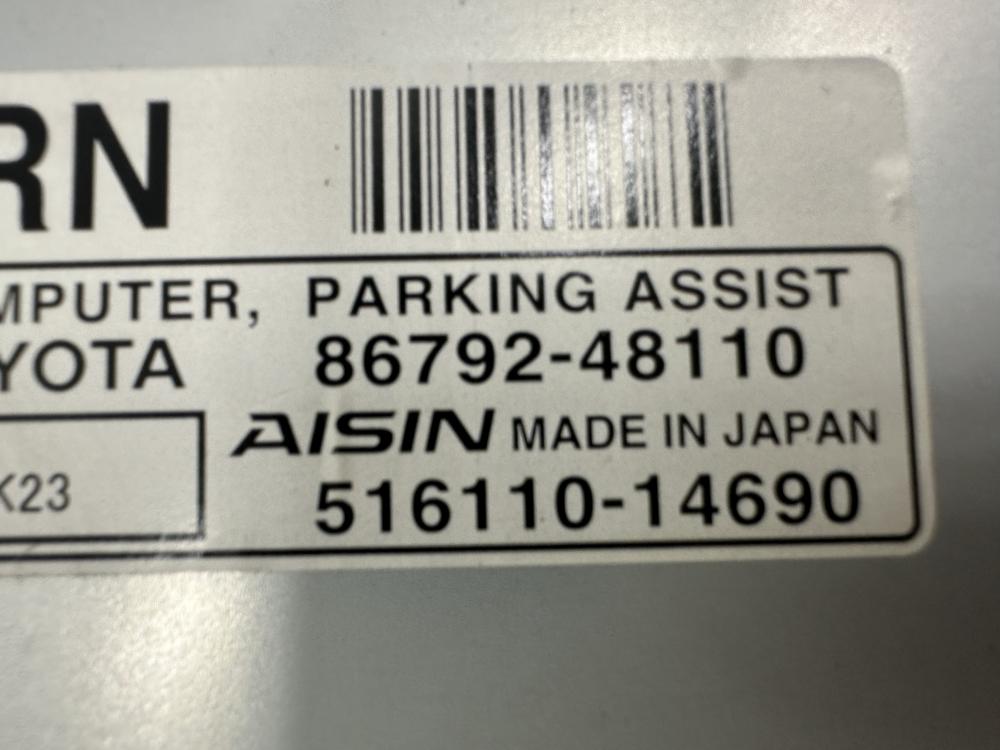 RN
MPUTER, PARKING ASSIST
YOTA 86792-48110
AISIN MADE IN JAPAN
K23 516110-14690